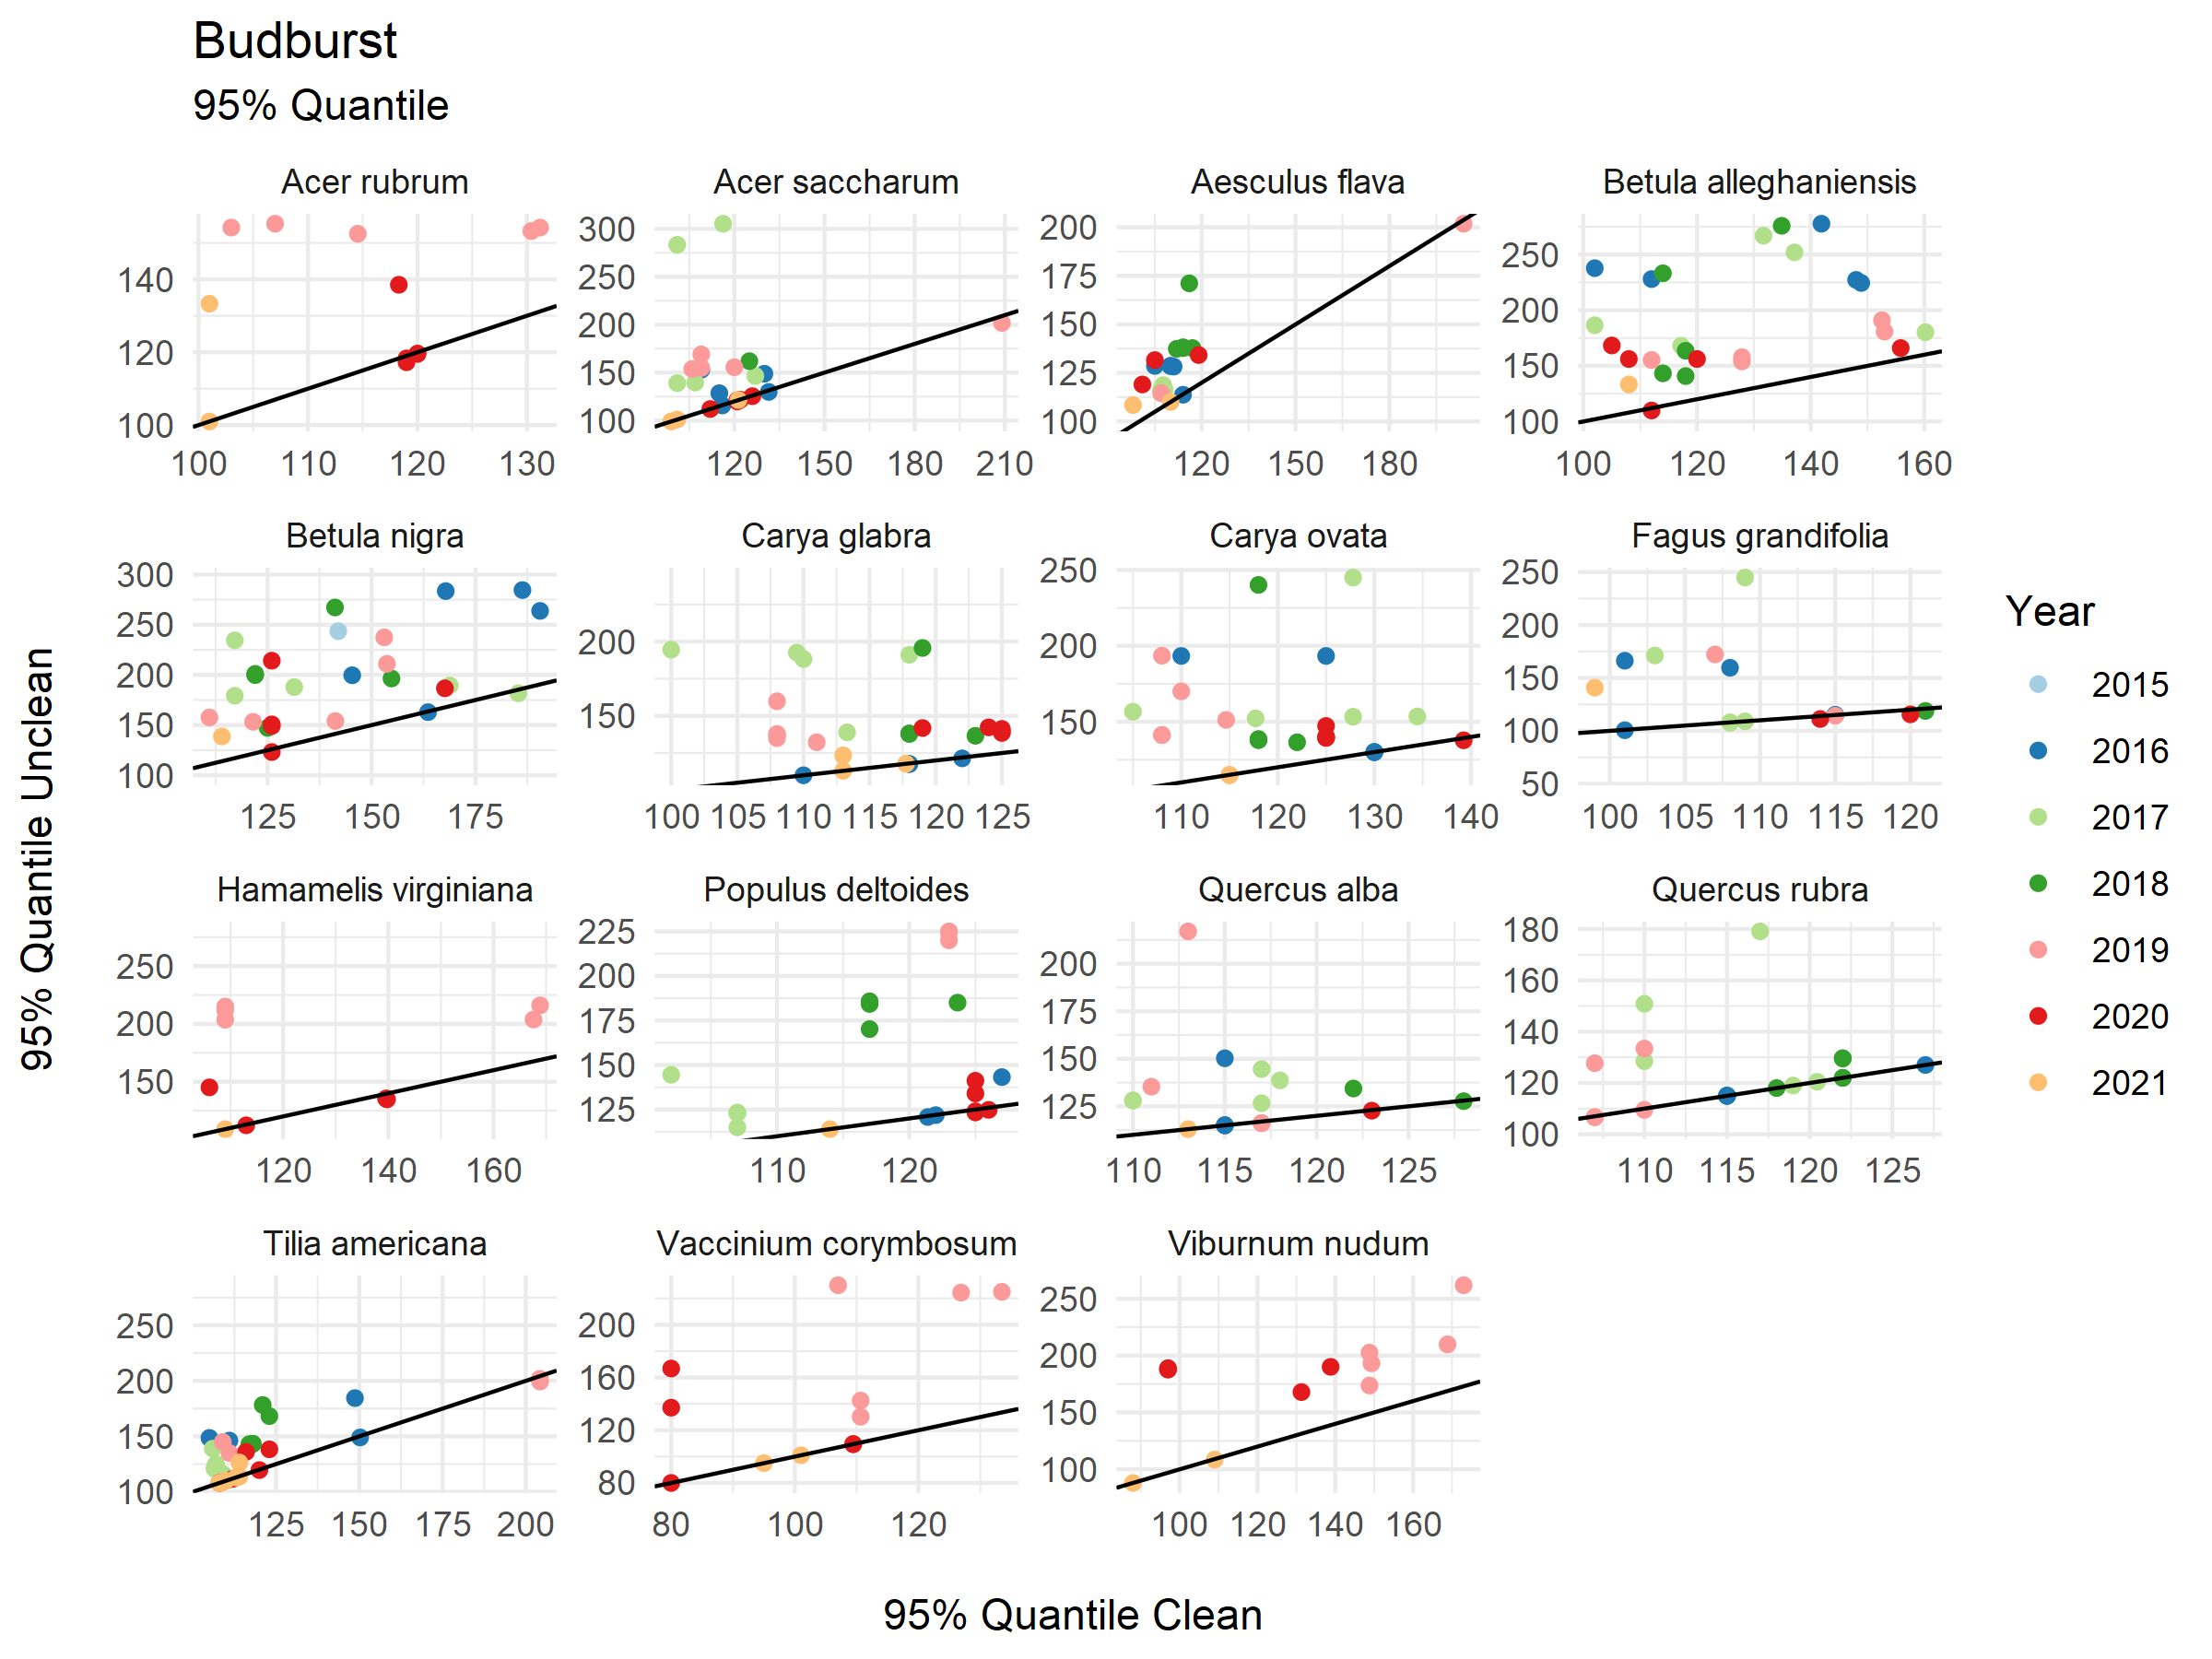 Budburst
95% Quantile
Acer rubrum
Acer saccharum
Aesculus flava
Betula alleghaniensis
140
120
100
100 110 120 130
300
250
200
150
100
120 150 180 210
200
175
150
125
100
120 150 180
250
200
150
100
100 120 140 160
Betula nigra
Carya glabra
Carya ovata
Fagus grandifolia
300
250
200
150
100
125 150 175
200
150
100 105 110 115 120 125
250
200
150
110 120 130 140
250
200
150
100
50
100 105 110 115 120
Hamamelis virginiana
Populus deltoides
Quercus alba
Quercus rubra
250
200
150
120 140 160
225
200
175
150
125
110 120
200
175
150
125
110 115 120 125
180
160
140
120
100
110 115 120 125
Tilia americana
Vaccinium corymbosum
Viburnum nudum
250
200
150
100
125 150 175 200
200
160
120
80
80 100 120
250
200
150
100
100 120 140 160
95% Quantile Unclean
95% Quantile Clean
Year
2015
2016
2017
2018
2019
2020
2021